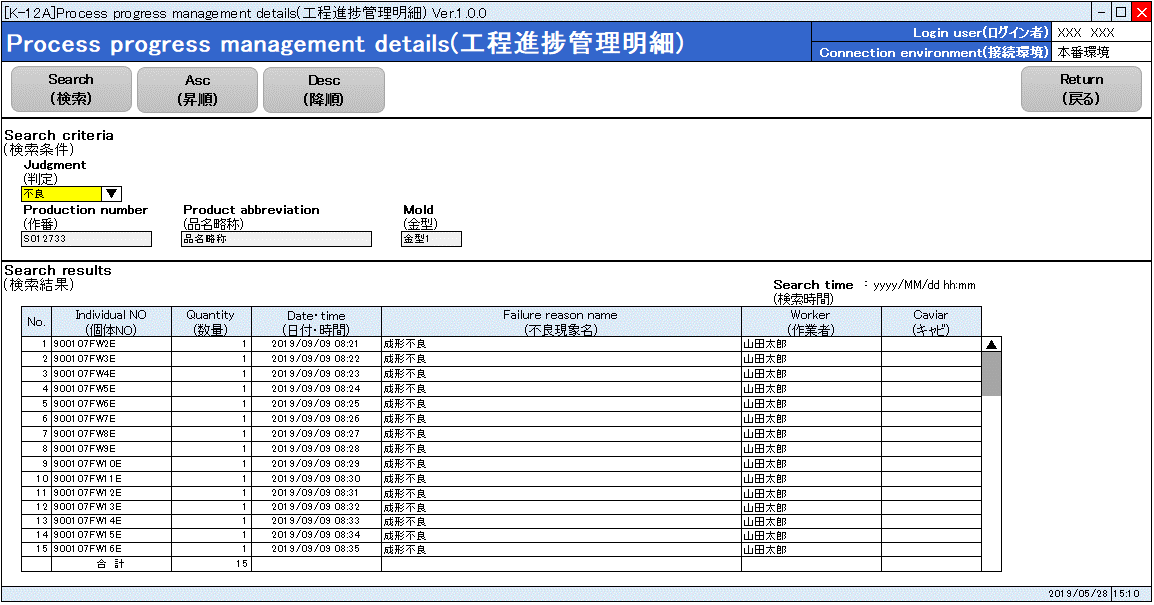 [K-12A]Process progress management details(工程進捗管理明細) Ver.1.0.0
Process progress management details(工程進捗管理明細)
Login user(ログイン者) XXX XXX
Connection environment(接続環境) 本番環境
Search
(検索)
Asc
(昇順)
Desc
(降順)
Return
(戻る)
Search criteria
(検索条件)
Judgment
(判定)
不良
Production number
(作番)
S012733
Product abbreviation
(品名略称)
品名略称
Mold
(金型)
金型1
Search results
(検索結果)
Search time : yyyy/MM/dd hh:mm
(検索時間)
No. Individual NO Quantity Date・time Failure reason name Worker Caviar
(個体NO) (数量) (日付・時間) (不良現象名) (作業者) (キャビ)
1 900107FW2E 1 2019/09/09 08:21 成形不良 山田太郎
2 900107FW3E 1 2019/09/09 08:22 成形不良 山田太郎
3 900107FW4E 1 2019/09/09 08:23 成形不良 山田太郎
4 900107FW5E 1 2019/09/09 08:24 成形不良 山田太郎
5 900107FW6E 1 2019/09/09 08:25 成形不良 山田太郎
6 900107FW7E 1 2019/09/09 08:26 成形不良 山田太郎
7 900107FW8E 1 2019/09/09 08:27 成形不良 山田太郎
8 900107FW9E 1 2019/09/09 08:28 成形不良 山田太郎
9 900107FW10E 1 2019/09/09 08:29 成形不良 山田太郎
10 900107FW11E 1 2019/09/09 08:30 成形不良 山田太郎
11 900107FW12E 1 2019/09/09 08:31 成形不良 山田太郎
12 900107FW13E 1 2019/09/09 08:32 成形不良 山田太郎
13 900107FW14E 1 2019/09/09 08:33 成形不良 山田太郎
14 900107FW15E 1 2019/09/09 08:34 成形不良 山田太郎
15 900107FW16E 1 2019/09/09 08:35 成形不良 山田太郎
合 計 15
2019/05/28 15:10